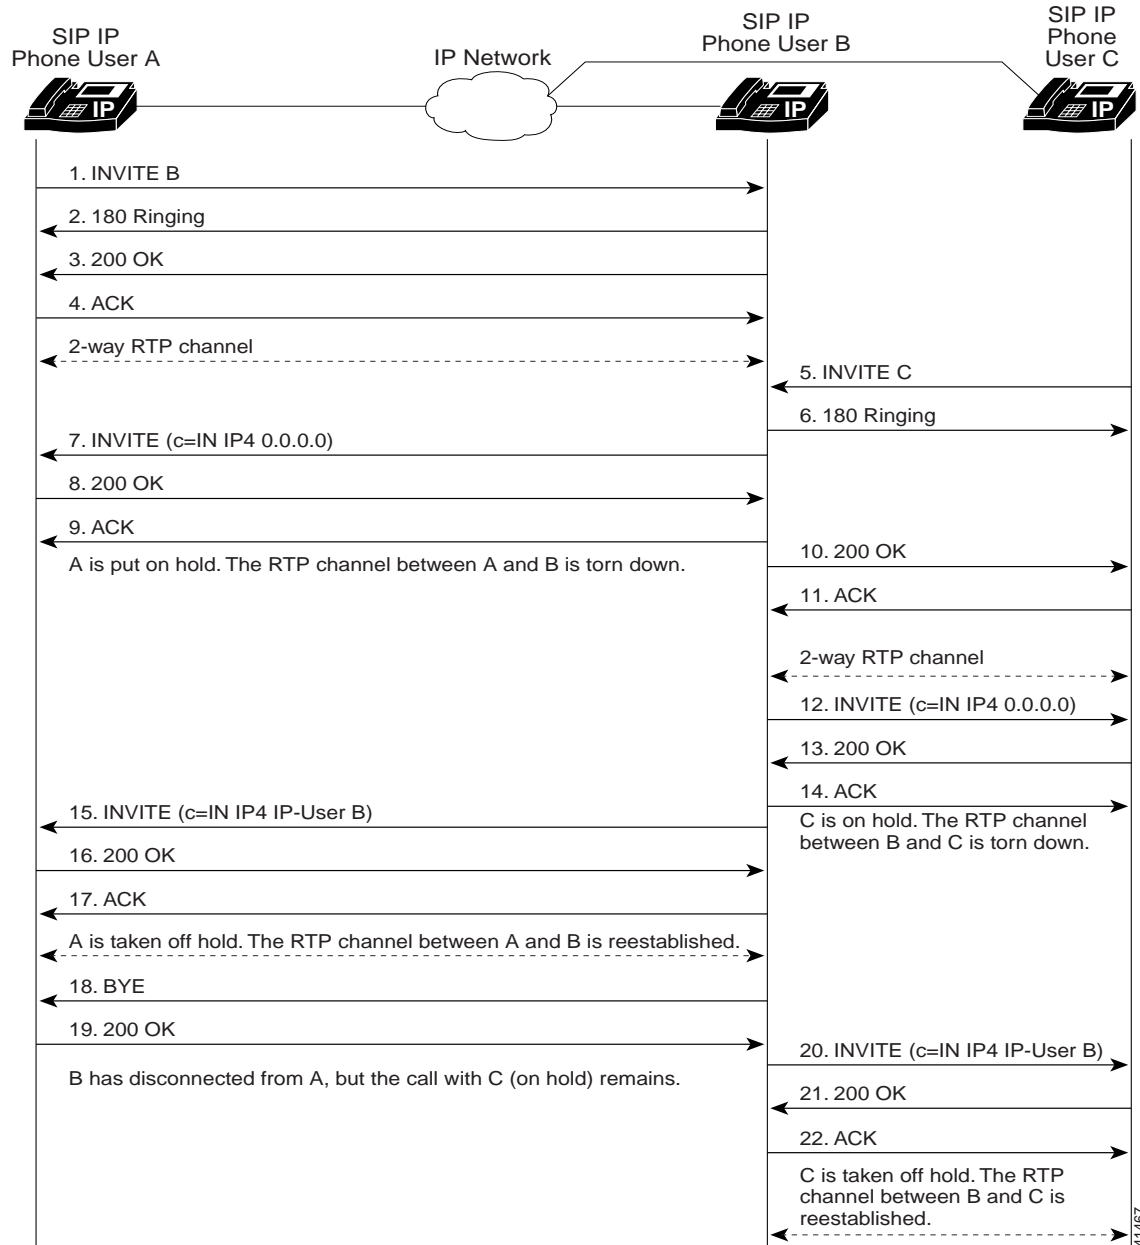 SIP IP
Phone User A
IP Network
SIP IP
Phone User B
SIP IP
Phone
User C
IP
IP
IP
1. INVITE B
2. 180 Ringing
3. 200 OK
4. ACK
2-way RTP channel
5. INVITE C
6. 180 Ringing
7. INVITE (c=IN IP4 0.0.0.0)
8. 200 OK
9. ACK
A is put on hold. The RTP channel between A and B is torn down.
10. 200 OK
11. ACK
2-way RTP channel
12. INVITE (c=IN IP4 0.0.0.0)
13. 200 OK
14. ACK
C is on hold. The RTP channel
between B and C is torn down.
15. INVITE (c=IN IP4 IP-User B)
16. 200 OK
17. ACK
A is taken off hold. The RTP channel between A and B is reestablished.
18. BYE
19. 200 OK
B has disconnected from A, but the call with C (on hold) remains.
20. INVITE (c=IN IP4 IP-User B)
21. 200 OK
22. ACK
C is taken off hold. The RTP
channel between B and C is
reestablished.
41467